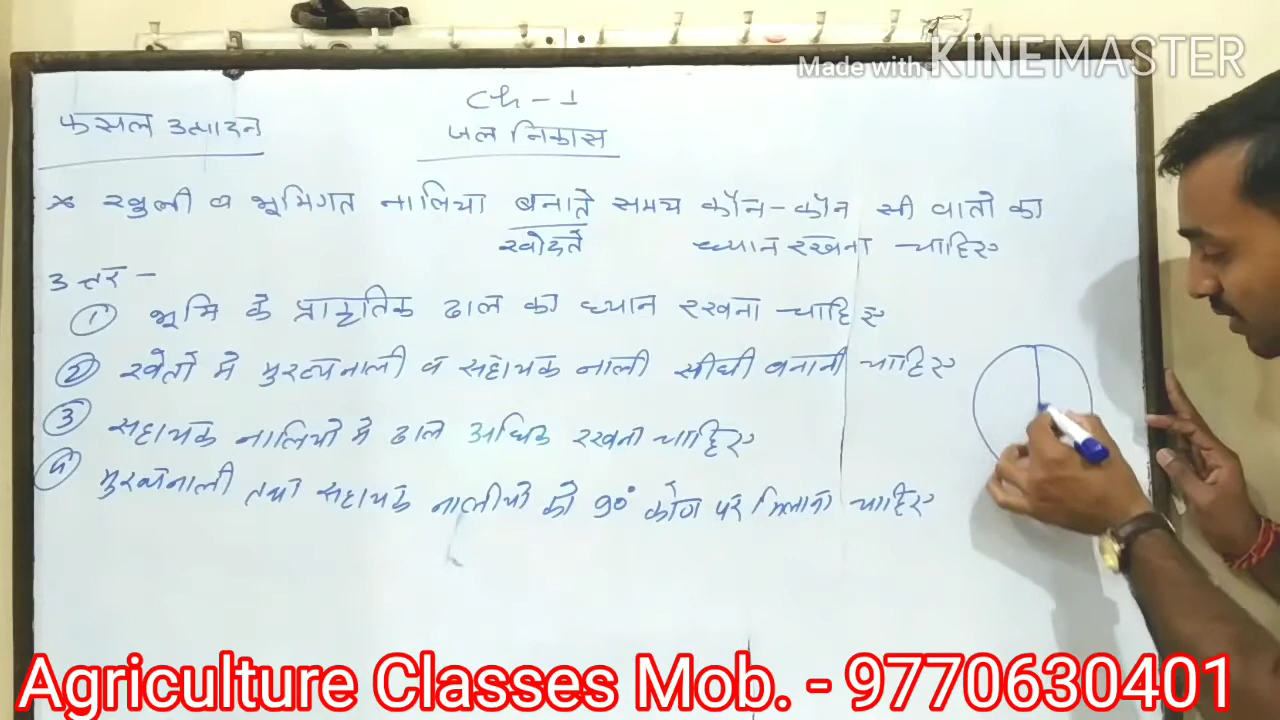 Made with KINEMASTER
Ch - 1
फसल उत्पादन
जल निकास
* खुली व भूमिगत नालिया बनाते समय कौन-कौन सी बातो का
खोदते ध्यान रखना चाहिए
उत्तर -
① भूमि के प्राकृतिक ढाल का ध्यान रखना चाहिए
② खेतों मे मुख्यनाली व सहायक नाली सीधी बनानी चाहिए
③ सहायक नालियो मे ढाल अधिक रखना चाहिए
④ मुख्यनाली तथा सहायक नालीयो को 90° कोण पर मिलाना चाहिए
Agriculture Classes Mob. - 9770630401